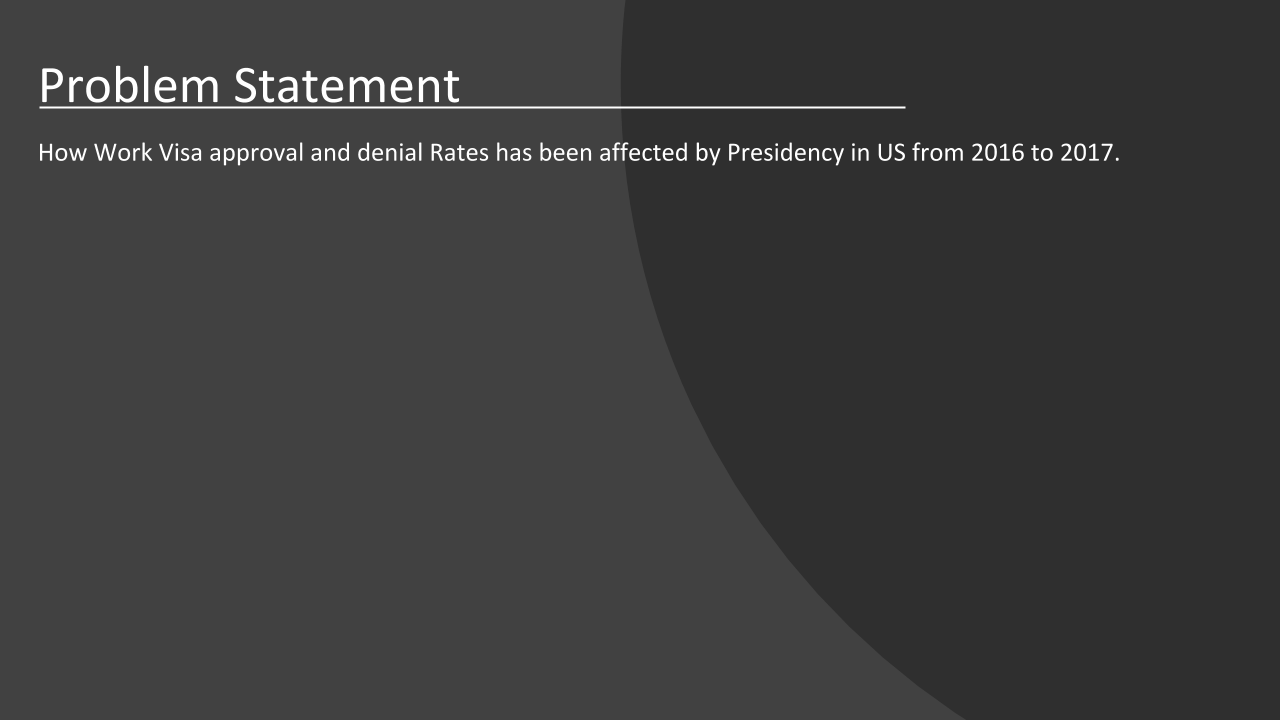 Problem Statement
How Work Visa approval and denial Rates has been affected by Presidency in US from 2016 to 2017.